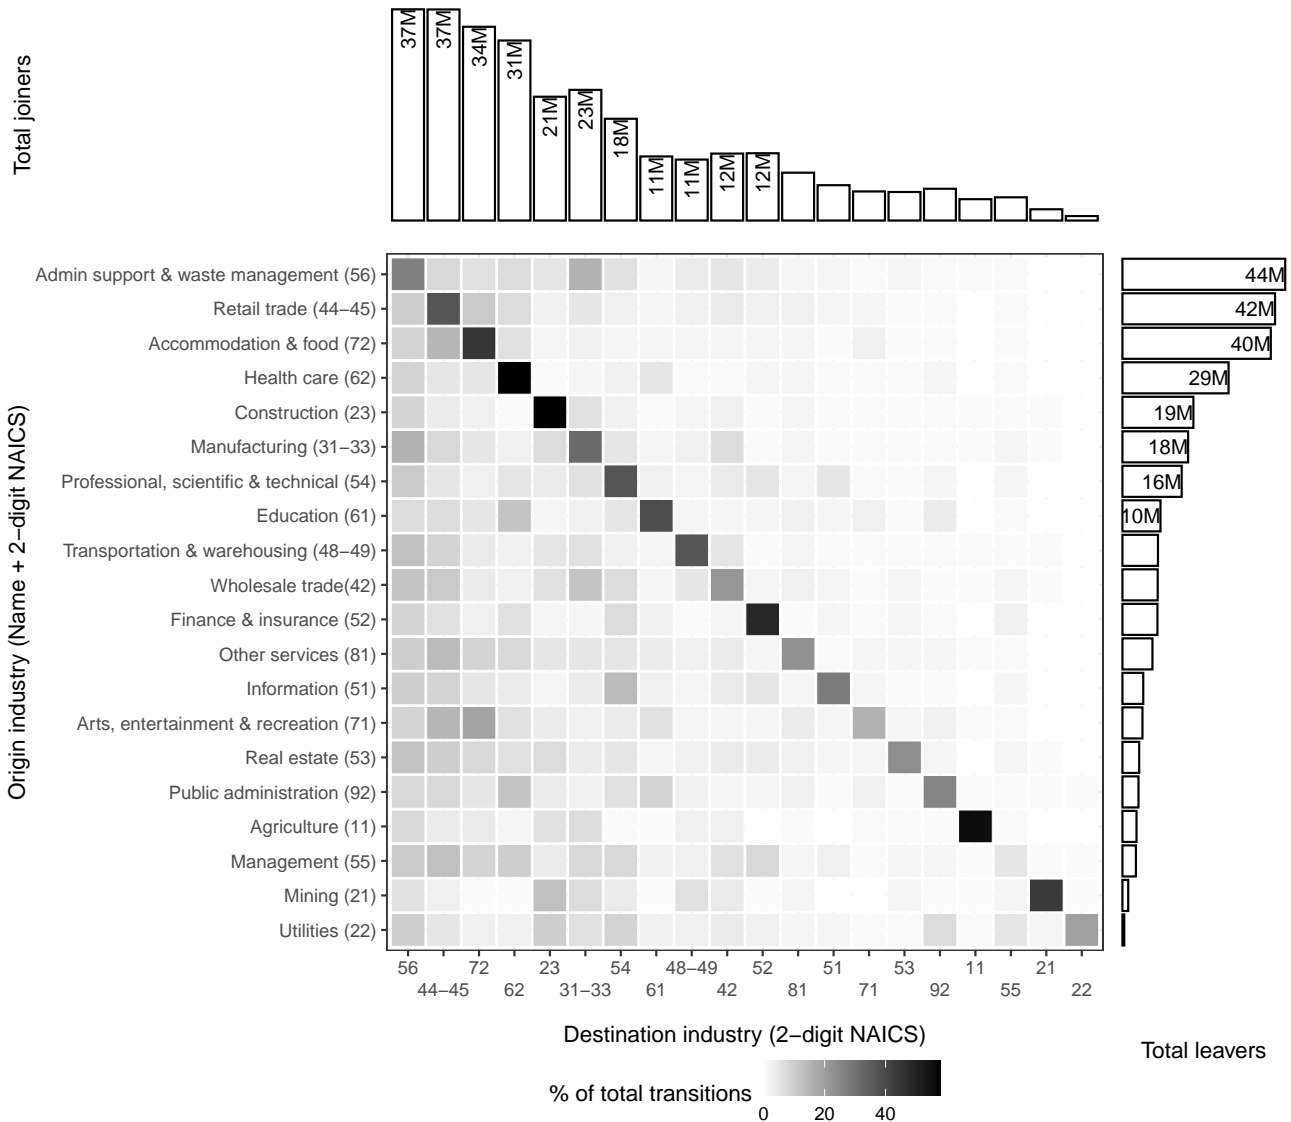 Total joiners
37M
37M
34M
31M
21M
23M
18M
11M
11M
12M
12M
Origin industry (Name + 2−digit NAICS)
Admin support & waste management (56)
Retail trade (44−45)
Accommodation & food (72)
Health care (62)
Construction (23)
Manufacturing (31−33)
Professional, scientific & technical (54)
Education (61)
Transportation & warehousing (48−49)
Wholesale trade(42)
Finance & insurance (52)
Other services (81)
Information (51)
Arts, entertainment & recreation (71)
Real estate (53)
Public administration (92)
Agriculture (11)
Management (55)
Mining (21)
Utilities (22)
44M
42M
40M
29M
19M
18M
16M
10M
56 72 23 54 48−49 52 51 53 11 21
44−45 62 31−33 61 42 81 71 92 55 22
Destination industry (2−digit NAICS)
Total leavers
% of total transitions
0 20 40